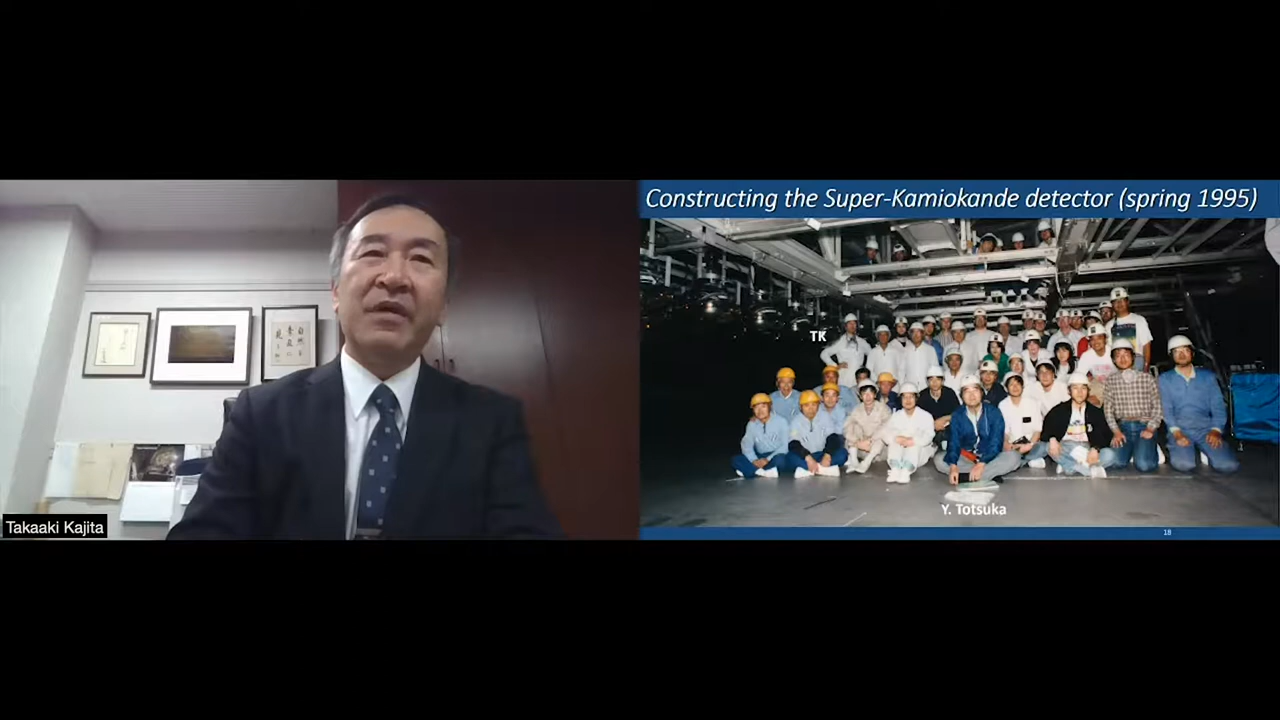 Constructing the Super-Kamiokande detector (spring 1995)
TK
Y. Totsuka
18
Takaaki Kajita